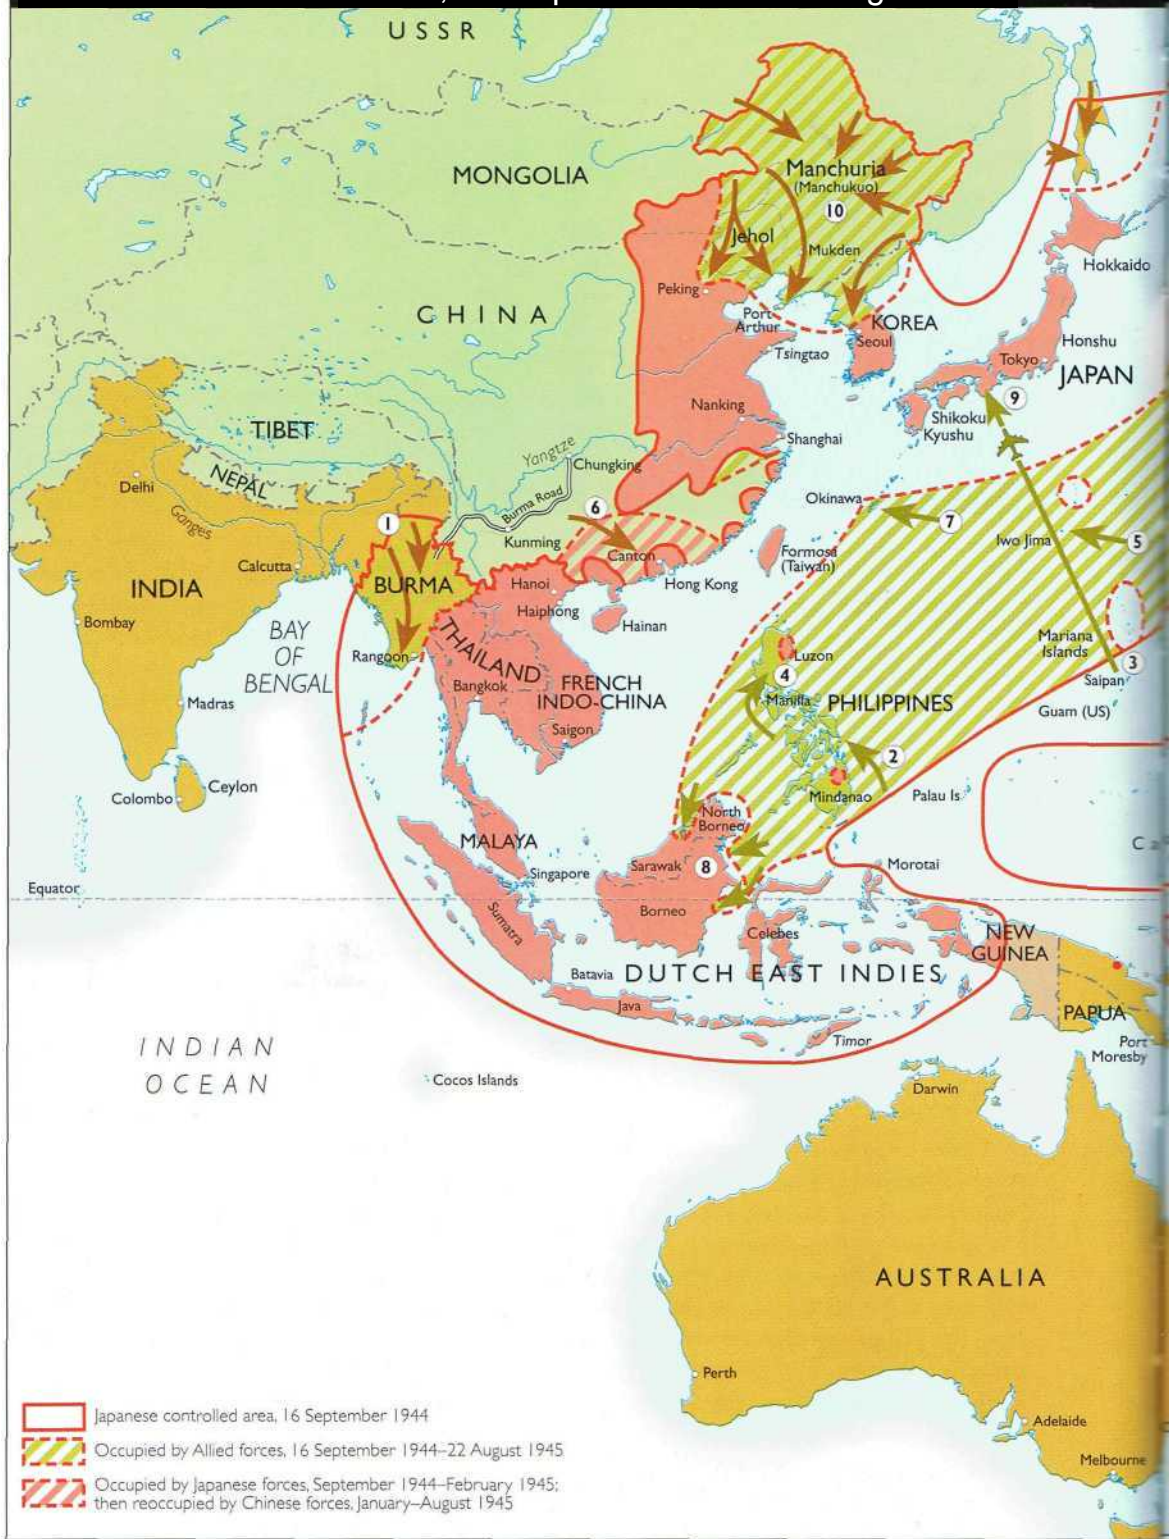 USSR
MONGOLIA
Manchuria
(Manchukuo)
10
Jehol
Mukden
Hokkaido
Peking
CHINA
Port
Arthur
KOREA
Seoul
Tsingtao
Honshu
Tokyo
JAPAN
9
Shikoku
Kyushu
Nanking
Shanghai
TIBET
Yangtze
Chungking
NEPAL
Delhi
Ganges
Burma Road
6
Okinawa
7
Iwo Jima
5
1
Kunming
Canton
Formosa
(Taiwan)
Calcutta
INDIA
BURMA
Hanoi
Hong Kong
Haiphong
Hainan
Bombay
BAY
OF
BENGAL
Rangoon
THAILAND
Luzon
Mariana
Islands
3
Saipan
4
Bangkok
FRENCH
INDO-CHINA
Manilla
PHILIPPINES
Guam (US)
Madras
Saigon
2
Ceylon
Colombo
Mindanao
Palau Is.
North
Borneo
MALAYA
Sarawak
8
Morotai
Singapore
Equator
Sumatra
Borneo
Celebes
NEW
GUINEA
Batavia
DUTCH EAST INDIES
Java
PAPUA
Timor
Port
Moresby
INDIAN
OCEAN
Cocos Islands
Darwin
AUSTRALIA
Perth
Adelaide
Melbourne
Japanese controlled area, 16 September 1944
Occupied by Allied forces, 16 September 1944–22 August 1945
Occupied by Japanese forces, September 1944–February 1945;
then reoccupied by Chinese forces, January–August 1945